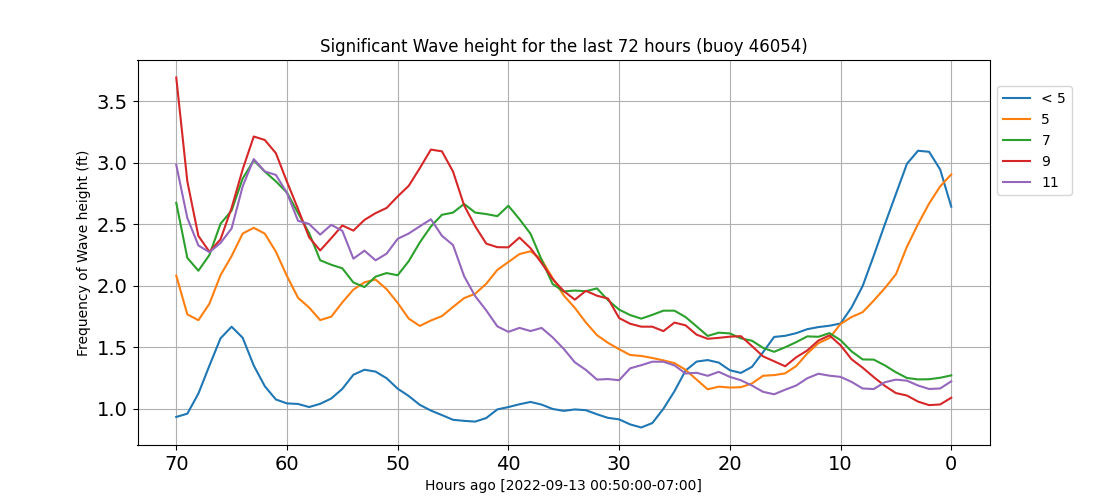 Significant Wave height for the last 72 hours (buoy 46054)
Frequency of Wave height (ft)
3.5
3.0
2.5
2.0
1.5
1.0
70 60 50 40 30 20 10 0
Hours ago [2022-09-13 00:50:00-07:00]
< 5
5
7
9
11